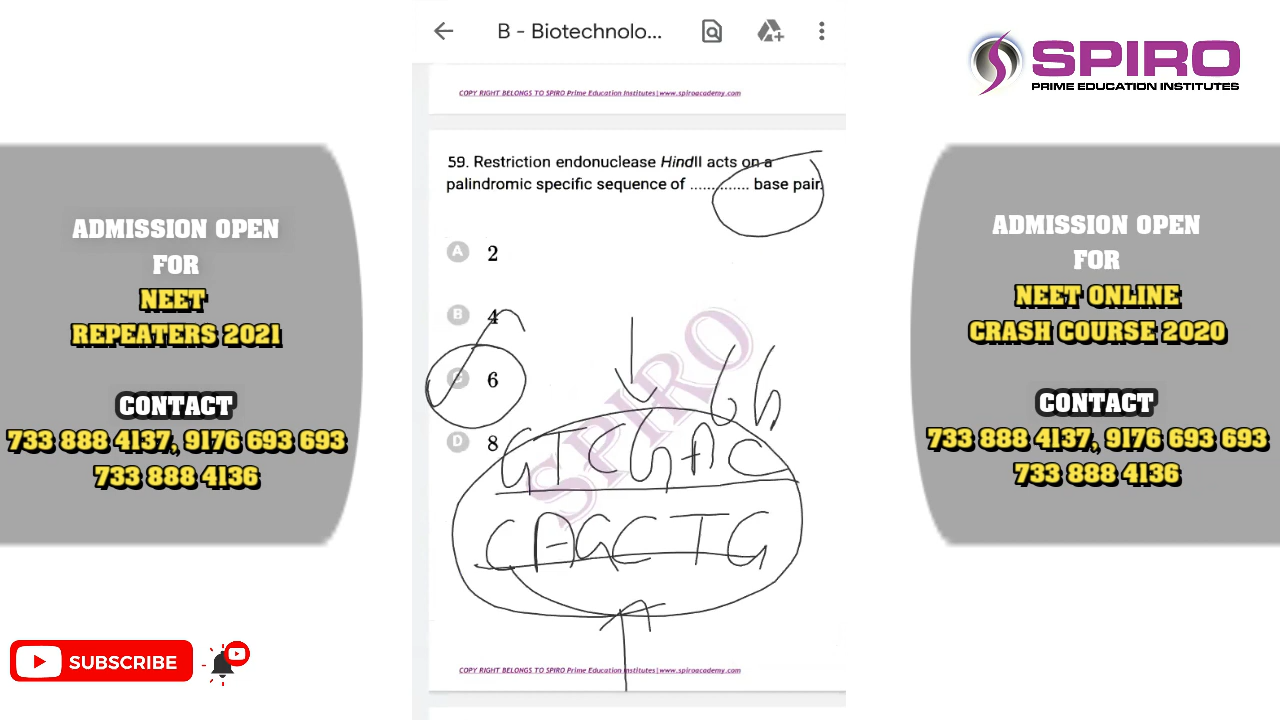 B - Biotechnolo...
SPIRO
PRIME EDUCATION INSTITUTES
COPY RIGHT BELONGS TO SPIRO Prime Education Institutes|www.spiroacademy.com
59. Restriction endonuclease HindII acts on a
palindromic specific sequence of .............. base pair.
A 2
B 4
C 6
D 8
SPIRO
GTCGAC
CAGCTG
COPY RIGHT BELONGS TO SPIRO Prime Education Institutes|www.spiroacademy.com
ADMISSION OPEN
FOR
NEET
REPEATERS 2021
CONTACT
733 888 4137, 9176 693 693
733 888 4136
ADMISSION OPEN
FOR
NEET ONLINE
CRASH COURSE 2020
CONTACT
733 888 4137, 9176 693 693
733 888 4136
SUBSCRIBE